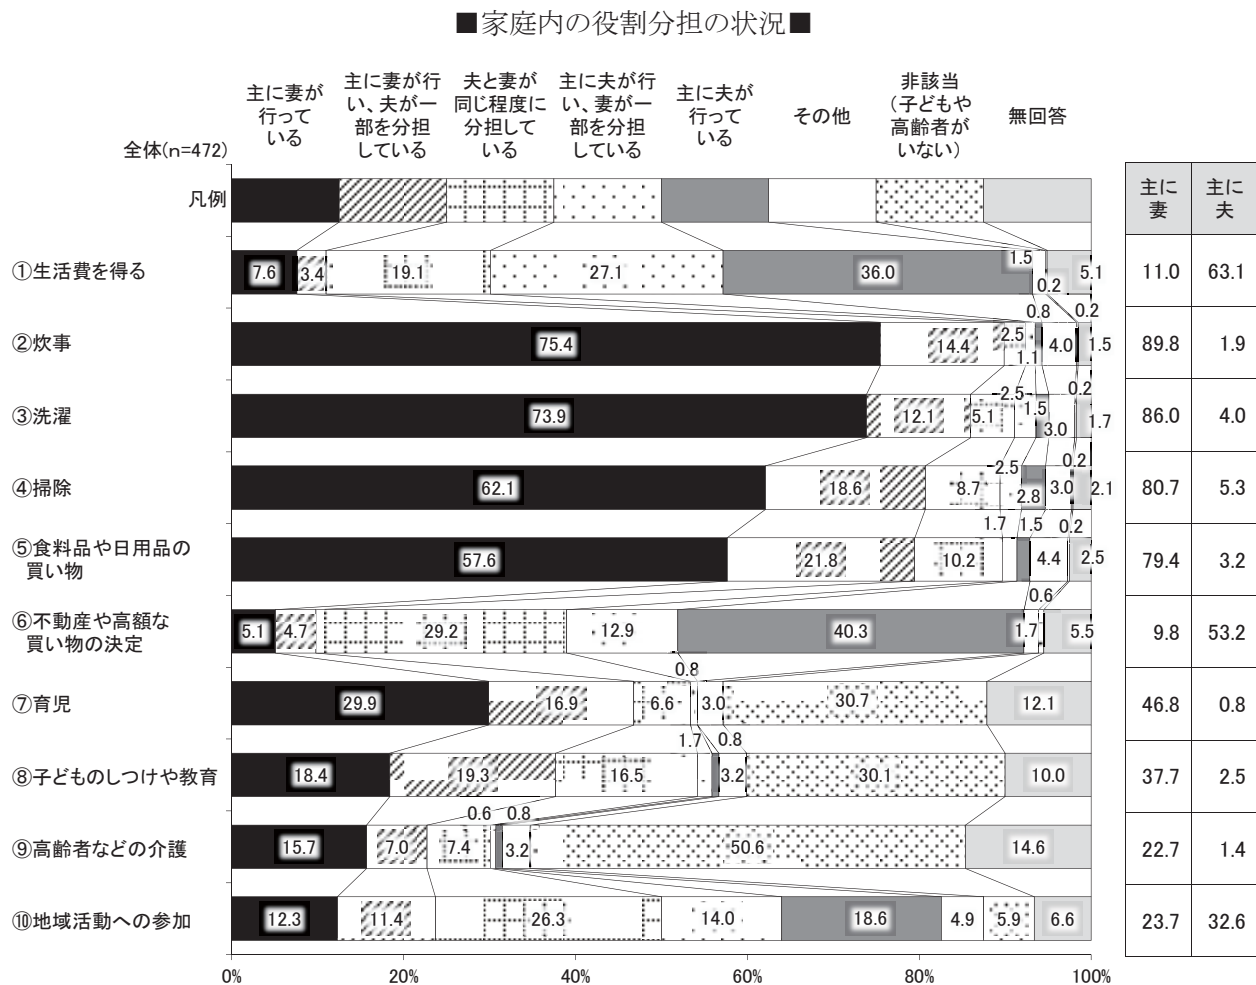 ■家庭内の役割分担の状況■
主に妻が
行って
いる
主に妻が行
い、夫が一
部を分担
している
夫と妻が
同じ程度に
分担して
いる
主に夫が行
い、妻が一
部を分担
している
主に夫が
行って
いる
その他
非該当
(子どもや
高齢者が
いない)
無回答
全体(n=472)
凡例
主に
妻
主に
夫
①生活費を得る
7.6 3.4 19.1 27.1 36.0 1.5 0.2 5.1 11.0 63.1
②炊事
75.4 14.4 2.5 1.1 0.8 4.0 0.2 1.5 89.8 1.9
③洗濯
73.9 12.1 5.1 2.5 1.5 3.0 0.2 1.7 86.0 4.0
④掃除
62.1 18.6 8.7 2.5 2.8 3.0 0.2 2.1 80.7 5.3
⑤食料品や日用品の
買い物
57.6 21.8 10.2 1.7 1.5 4.4 0.2 2.5 79.4 3.2
⑥不動産や高額な
買い物の決定
5.1 4.7 29.2 12.9 40.3 1.7 0.6 5.5 9.8 53.2
⑦育児
29.9 16.9 6.6 0.8 3.0 30.7 12.1 46.8 0.8
⑧子どものしつけや教育
18.4 19.3 16.5 1.7 0.8 3.2 30.1 10.0 37.7 2.5
⑨高齢者などの介護
15.7 7.0 7.4 0.6 0.8 3.2 50.6 14.6 22.7 1.4
⑩地域活動への参加
12.3 11.4 26.3 14.0 18.6 4.9 5.9 6.6 23.7 32.6
0% 20% 40% 60% 80% 100%